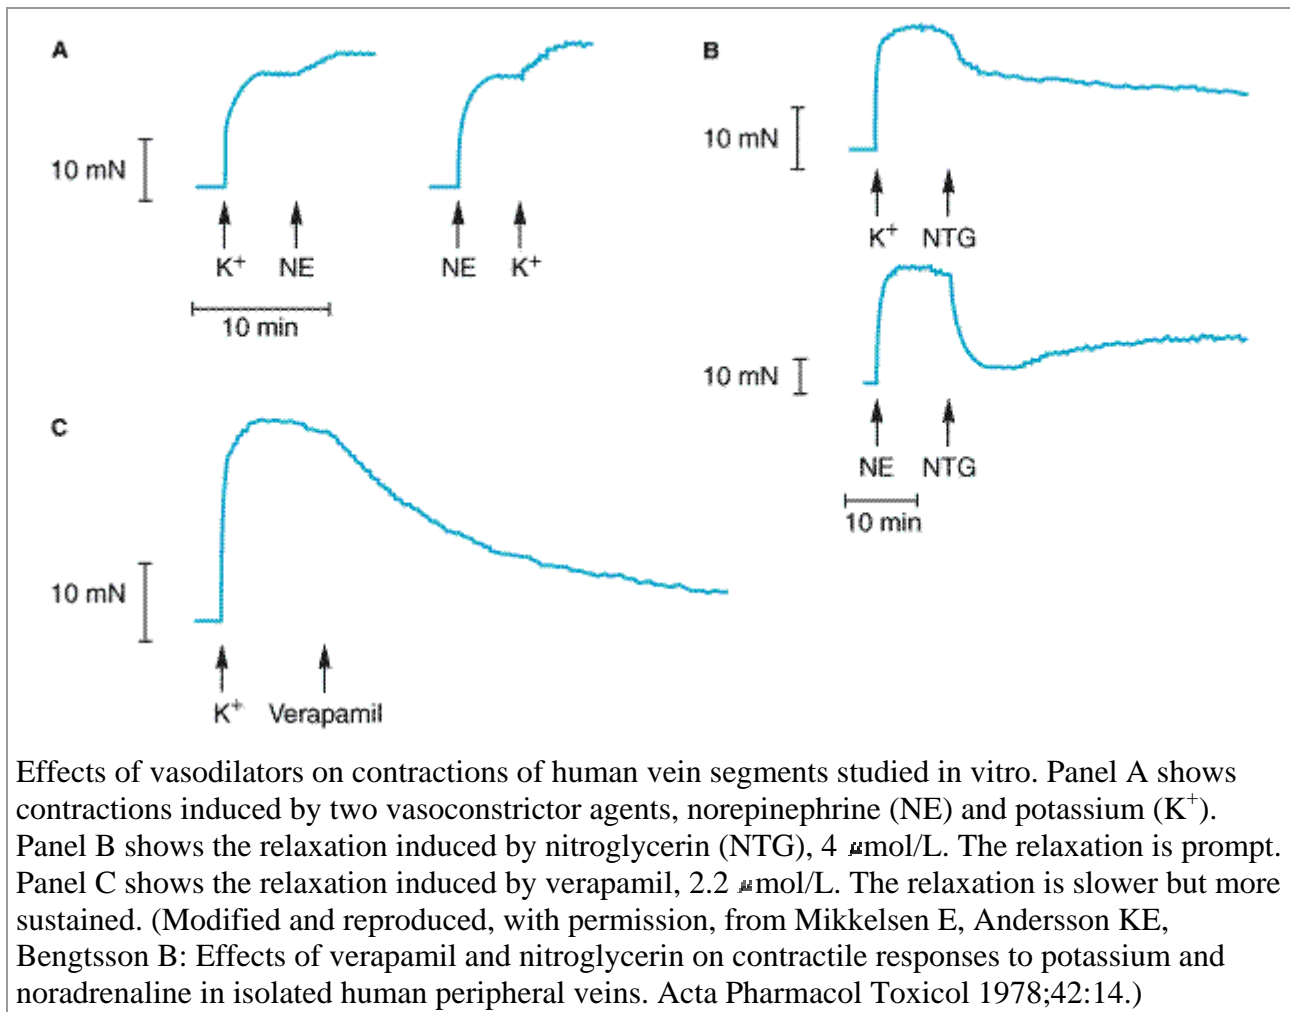 A
10 mN
K+ NE
NE K+
10 min
B
10 mN
K+ NTG
10 mN
NE NTG
10 min
C
10 mN
K+ Verapamil
Effects of vasodilators on contractions of human vein segments studied in vitro. Panel A shows
contractions induced by two vasoconstrictor agents, norepinephrine (NE) and potassium (K+).
Panel B shows the relaxation induced by nitroglycerin (NTG), 4 μmol/L. The relaxation is prompt.
Panel C shows the relaxation induced by verapamil, 2.2 μmol/L. The relaxation is slower but more
sustained. (Modified and reproduced, with permission, from Mikkelsen E, Andersson KE,
Bengtsson B: Effects of verapamil and nitroglycerin on contractile responses to potassium and
noradrenaline in isolated human peripheral veins. Acta Pharmacol Toxicol 1978;42:14.)